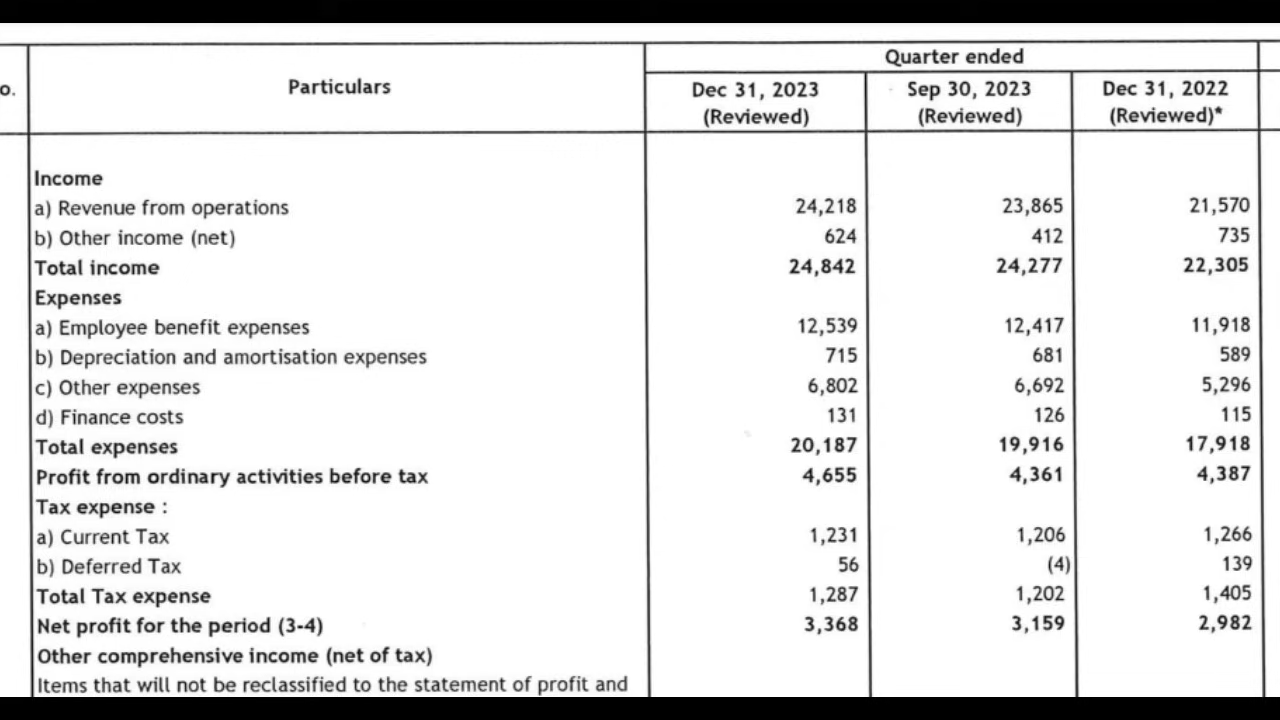 Quarter ended
o. Particulars Dec 31, 2023 Sep 30, 2023 Dec 31, 2022
(Reviewed) (Reviewed) (Reviewed)*
Income
a) Revenue from operations 24,218 23,865 21,570
b) Other income (net) 624 412 735
Total income 24,842 24,277 22,305
Expenses
a) Employee benefit expenses 12,539 12,417 11,918
b) Depreciation and amortisation expenses 715 681 589
c) Other expenses 6,802 6,692 5,296
d) Finance costs 131 126 115
Total expenses 20,187 19,916 17,918
Profit from ordinary activities before tax 4,655 4,361 4,387
Tax expense :
a) Current Tax 1,231 1,206 1,266
b) Deferred Tax 56 (4) 139
Total Tax expense 1,287 1,202 1,405
Net profit for the period (3-4) 3,368 3,159 2,982
Other comprehensive income (net of tax)
Items that will not be reclassified to the statement of profit and